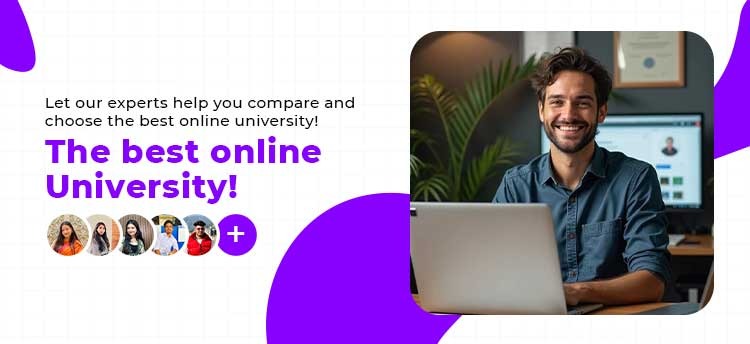 Let our experts help you compare and
choose the best online university!
The best online
University!
+